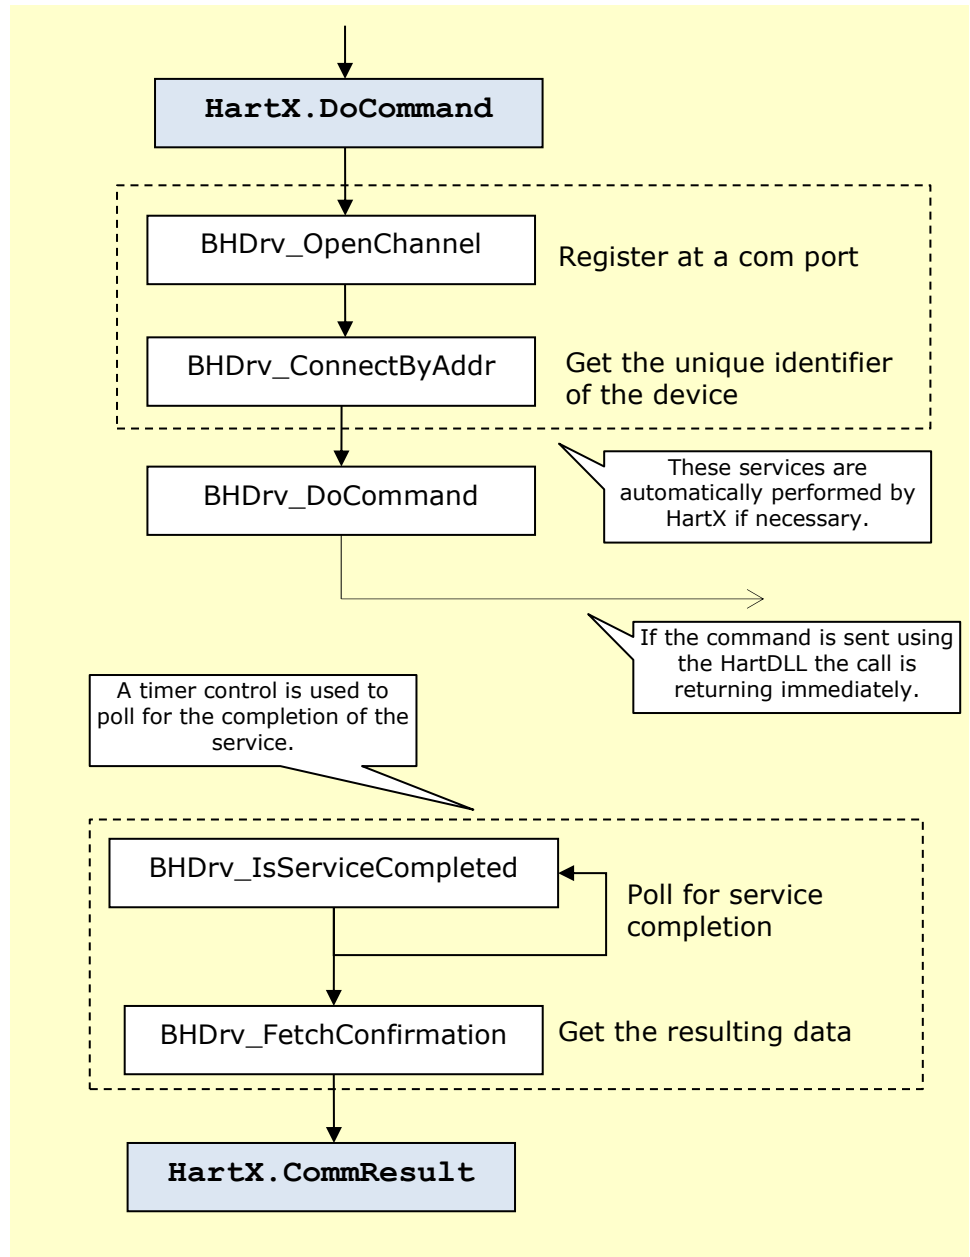 HartX.DoCommand
BHDrv_OpenChannel
Register at a com port
BHDrv_ConnectByAddr
Get the unique identifier
of the device
BHDrv_DoCommand
These services are
automatically performed by
HartX if necessary.
If the command is sent using
the HartDLL the call is
returning immediately.
A timer control is used to
poll for the completion of the
service.
BHDrv_IsServiceCompleted
Poll for service
completion
BHDrv_FetchConfirmation
Get the resulting data
HartX.CommResult